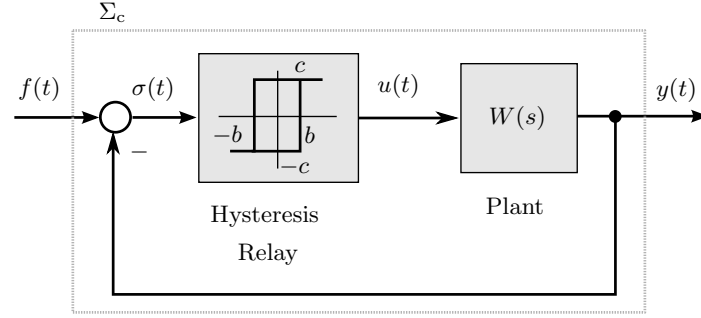 Σc
f(t)
σ(t)
−
c
−b
b
−c
u(t)
W(s)
y(t)
Hysteresis
Relay
Plant